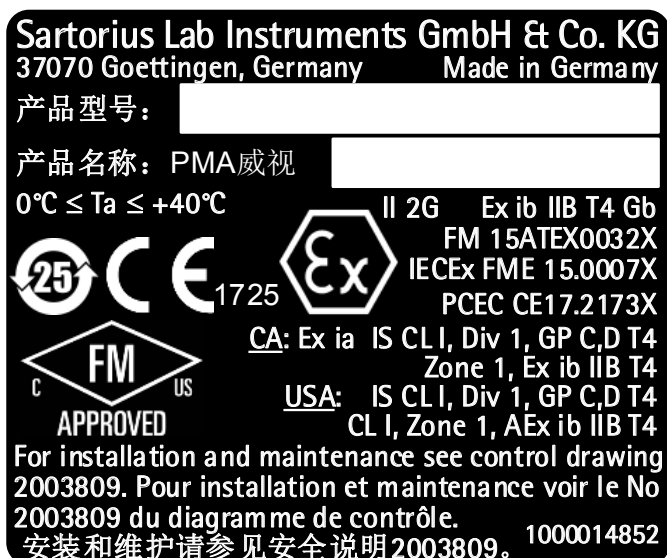 Sartorius Lab Instruments GmbH & Co. KG
37070 Goettingen, Germany Made in Germany
产品型号：
产品名称：PMA威视
0℃ ≤ Ta ≤ +40℃ II 2G Ex ib IIB T4 Gb
FM 15ATEX0032X
25 CE 1725 Ex IECEx FME 15.0007X
PCEC CE17.2173X
CA: Ex ia IS CL I, Div 1, GP C,D T4
Zone 1, Ex ib IIB T4
C FM US
APPROVED
USA: IS CL I, Div 1, GP C,D T4
CL I, Zone 1, AEx ib IIB T4
For installation and maintenance see control drawing
2003809. Pour installation et maintenance voir le No
2003809 du diagramme de contrôle.
安装和维护请参见安全说明2003809。 1000014852